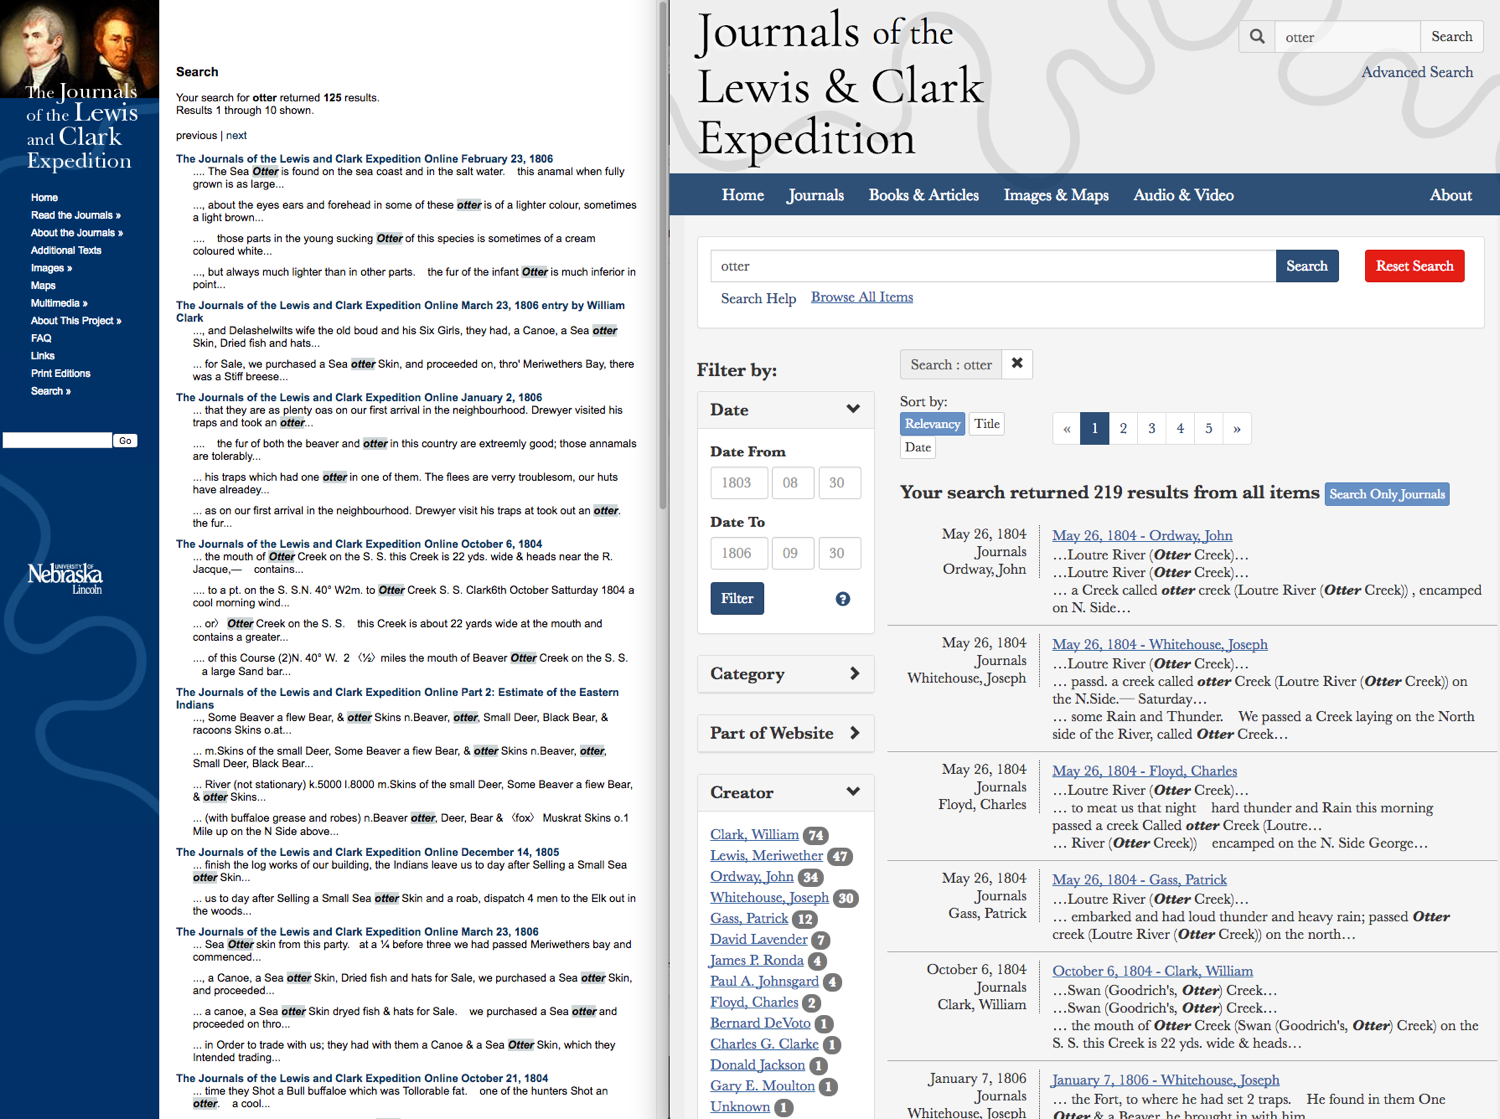 The Journals
of the Lewis
and Clark
Expedition
Home
Read the Journals »
About the Journals »
Additional Texts
Images »
Maps
Multimedia »
About This Project »
FAQ
Links
Print Editions
Search »
Go
UNIVERSITY OF
Nebraska
Lincoln
Search
Your search for otter returned 125 results.
Results 1 through 10 shown.
previous | next
The Journals of the Lewis and Clark Expedition Online February 23, 1806
.... The Sea Otter is found on the sea coast and in the salt water. this anamal when fully
grown is as large...
..., about the eyes ears and forehead in some of these otter is of a lighter colour, sometimes
a light brown...
.... those parts in the young sucking Otter of this species is sometimes of a cream
coloured white...
..., but always much lighter than in other parts. the fur of the infant Otter is much inferior in
point...
The Journals of the Lewis and Clark Expedition Online March 23, 1806 entry by William
Clark
..., and Delashelwilts wife the old boud and his Six Girls, they had, a Canoe, a Sea otter
Skin, Dried fish and hats...
... for Sale, we purchased a Sea otter Skin, and proceeded on, thro' Meriwethers Bay, there
was a Stiff breese...
The Journals of the Lewis and Clark Expedition Online January 2, 1806
... that they are as plenty oas on our first arrival in the neighbourhood. Drewyer visited his
traps and took an otter...
.... the fur of both the beaver and otter in this country are extreemly good; those annamals
are tolerably...
... his traps which had one otter in one of them. The flees are verry troublesom, our huts
have alreadey...
... as on our first arrival in the neighbourhood. Drewyer visit his traps at took out an otter.
the fur...
The Journals of the Lewis and Clark Expedition Online October 6, 1804
... the mouth of Otter Creek on the S. S. this Creek is 22 yds. wide & heads near the R.
Jacque,— contains...
.... to a pt. on the S. S.N. 40° W2m. to Otter Creek S. S. Clark6th October Satturday 1804 a
cool morning wind...
... or〉 Otter Creek on the S. S. this Creek is about 22 yards wide at the mouth and
contains a greater...
.... of this Course (2)N. 40° W. 2 〈½〉 miles the mouth of Beaver Otter Creek on the S. S.
a large Sand bar...
The Journals of the Lewis and Clark Expedition Online Part 2: Estimate of the Eastern
Indians
..., Some Beaver a flew Bear, & otter Skins n.Beaver, otter, Small Deer, Black Bear, &
racoons Skins o.at...
... m.Skins of the small Deer, Some Beaver a fiew Bear, & otter Skins n.Beaver, otter,
Small Deer, Black Bear...
... River (not stationary) k.5000 l.8000 m.Skins of the small Deer, Some Beaver a fiew Bear,
& otter Skins...
... (with buffaloe grease and robes) n.Beaver otter, Deer, Bear & 〈fox〉 Muskrat Skins o.1
Mile up on the N Side above...
The Journals of the Lewis and Clark Expedition Online December 14, 1805
... finish the log works of our building, the Indians leave us to day after Selling a Small Sea
otter Skin...
... us to day after Selling a Small Sea otter Skin and a roab, dispatch 4 men to the Elk out in
the woods...
The Journals of the Lewis and Clark Expedition Online March 23, 1806
... Sea Otter skin from this party. at a ¼ before three we had passed Meriwethers bay and
commenced...
..., a Canoe, a Sea otter Skin, Dried fish and hats for Sale, we purchased a Sea otter Skin,
and proceeded...
... a canoe, a Sea otter Skin dryed fish & hats for Sale. we purchased a Sea otter and
proceeded on thro...
... in Order to trade with us; they had with them a Canoe & a Sea Otter Skin, which they
Intended trading...
The Journals of the Lewis and Clark Expedition Online October 21, 1804
... time they Shot a Bull buffaloe which was Tollorable fat. one of the hunters Shot an
otter. a cool...
Journals of the
Lewis & Clark
Expedition
otter
Search
Advanced Search
Home Journals Books & Articles Images & Maps Audio & Video About
otter
Search
Reset Search
Search Help Browse All Items
Filter by:
Date
Date From
1803 08 30
Date To
1806 09 30
Filter
?
Category
Part of Website
Creator
Clark, William 74
Lewis, Meriwether 47
Ordway, John 34
Whitehouse, Joseph 30
Gass, Patrick 12
David Lavender 7
James P. Ronda 4
Paul A. Johnsgard 4
Floyd, Charles 2
Bernard DeVoto 1
Charles G. Clarke 1
Donald Jackson 1
Gary E. Moulton 1
Unknown 1
Search : otter ✖
Sort by:
Relevancy Title
Date
« 1 2 3 4 5 »
Your search returned 219 results from all items Search Only Journals
May 26, 1804
Journals
Ordway, John
May 26, 1804 - Ordway, John
…Loutre River (Otter Creek)…
…Loutre River (Otter Creek)…
… a Creek called otter creek (Loutre River (Otter Creek)) , encamped
on N. Side…
May 26, 1804
Journals
Whitehouse, Joseph
May 26, 1804 - Whitehouse, Joseph
…Loutre River (Otter Creek)…
… passd. a creek called otter Creek (Loutre River (Otter Creek)) on
the N.Side.— Saturday…
… some Rain and Thunder. We passed a Creek laying on the North
side of the River, called Otter Creek…
May 26, 1804
Journals
Floyd, Charles
May 26, 1804 - Floyd, Charles
…Loutre River (Otter Creek)…
… to meat us that night hard thunder and Rain this morning
passed a creek Called otter Creek (Loutre…
… River (Otter Creek)) encamped on the N. Side George…
May 26, 1804
Journals
Gass, Patrick
May 26, 1804 - Gass, Patrick
…Loutre River (Otter Creek)…
… embarked and had loud thunder and heavy rain; passed Otter
creek (Loutre River (Otter Creek)) on the north…
October 6, 1804
Journals
Clark, William
October 6, 1804 - Clark, William
…Swan (Goodrich's, Otter) Creek…
…Swan (Goodrich's, Otter) Creek…
… the mouth of Otter Creek (Swan (Goodrich's, Otter) Creek) on the
S. S. this Creek is 22 yds. wide & heads…
January 7, 1806
Journals
Whitehouse, Joseph
January 7, 1806 - Whitehouse, Joseph
… the Fort, to where he had set 2 traps. He found in them One
Otter & a Beaver, he brought in with him